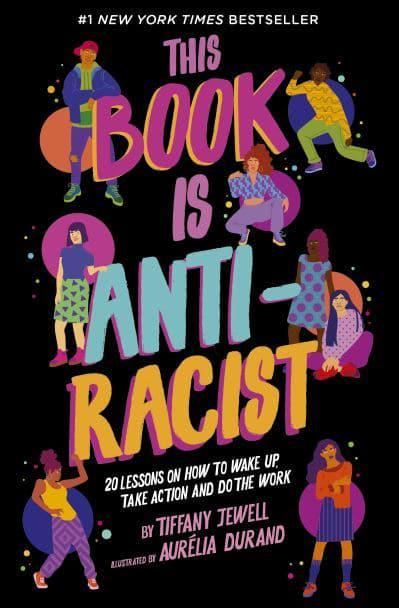 #1 NEW YORK TIMES BESTSELLER
THIS
BOOK
IS
ANTI-
RACIST
20 LESSONS ON HOW TO WAKE UP,
TAKE ACTION AND DO THE WORK
BY TIFFANY JEWELL
ILLUSTRATED BY AURÉLIA DURAND